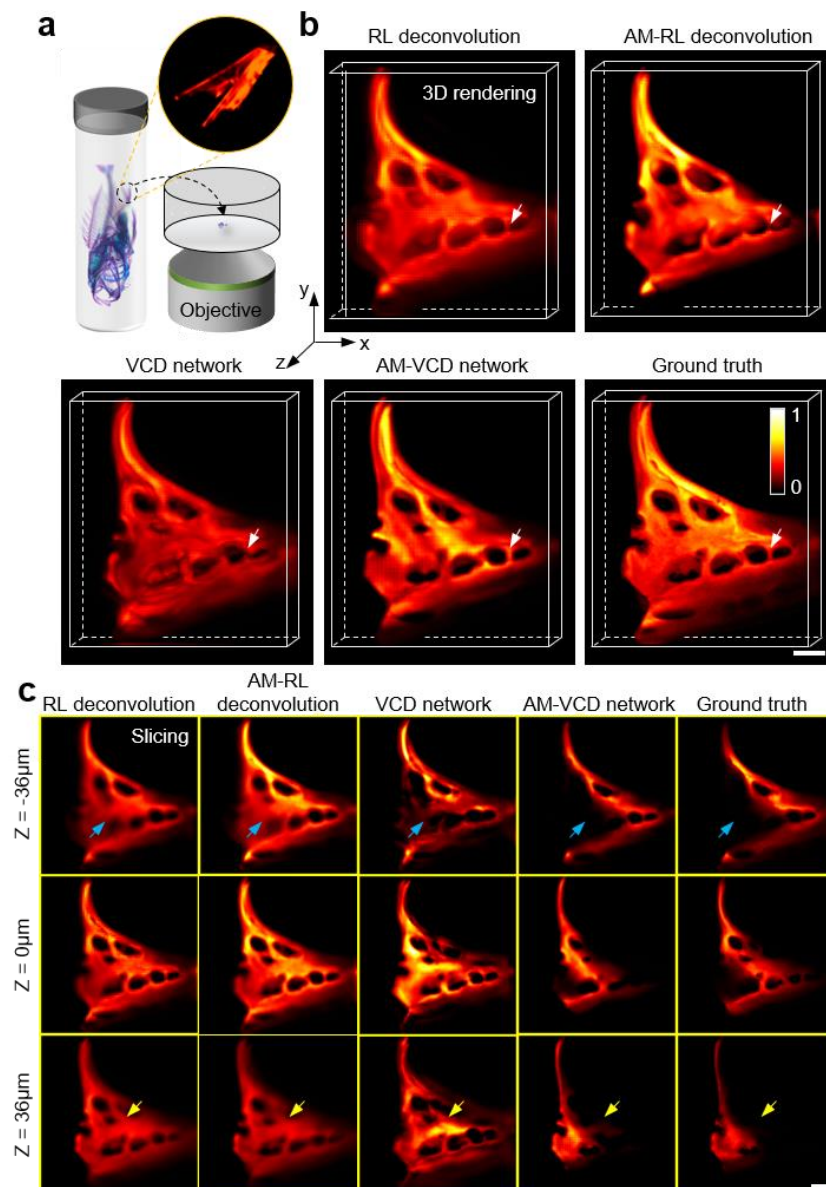 a
Objective
y
x
z
b
RL deconvolution
AM-RL deconvolution
3D rendering
VCD network
AM-VCD network
Ground truth
1
0
c
RL deconvolution
AM-RL
deconvolution
VCD network
AM-VCD network
Ground truth
Slicing
Z = -36μm
Z = 0μm
Z = 36μm